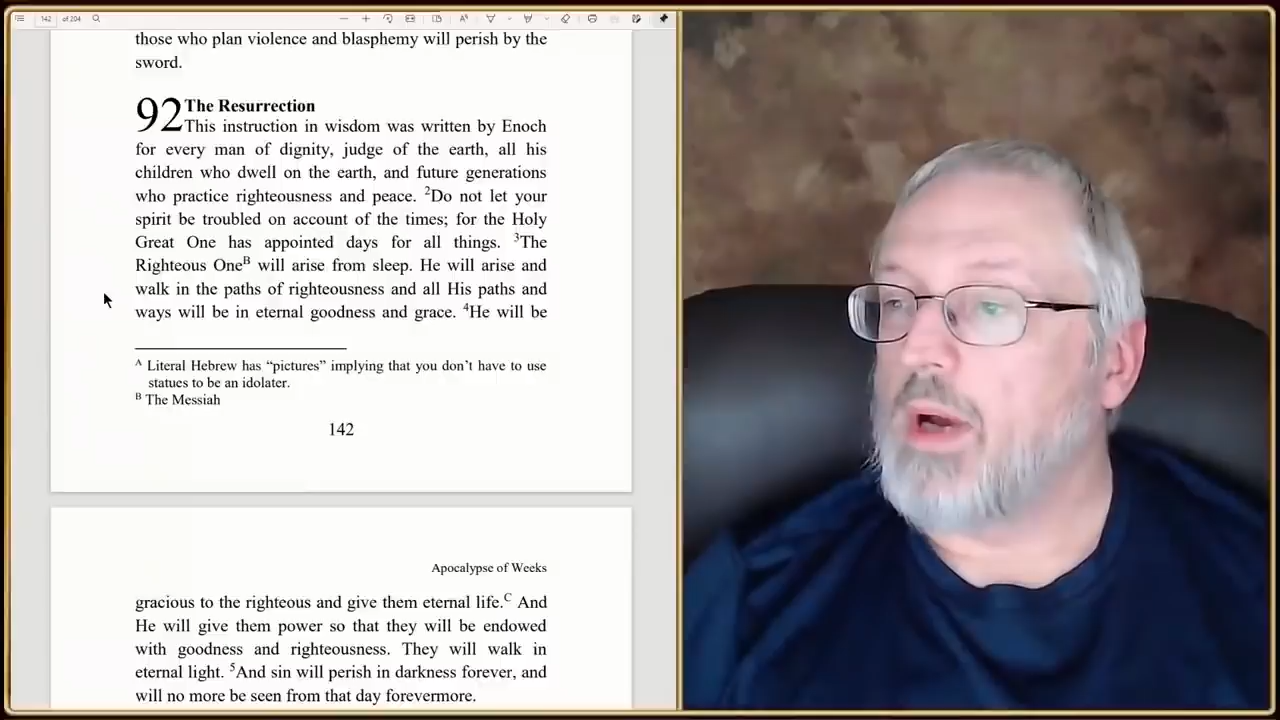 142 of 204
those who plan violence and blasphemy will perish by the
sword.
92 The Resurrection
This instruction in wisdom was written by Enoch
for every man of dignity, judge of the earth, all his
children who dwell on the earth, and future generations
who practice righteousness and peace. ²Do not let your
spirit be troubled on account of the times; for the Holy
Great One has appointed days for all things. ³The
Righteous Oneᴮ will arise from sleep. He will arise and
walk in the paths of righteousness and all His paths and
ways will be in eternal goodness and grace. ⁴He will be
ᴬ Literal Hebrew has “pictures” implying that you don’t have to use
statues to be an idolater.
ᴮ The Messiah
142
Apocalypse of Weeks
gracious to the righteous and give them eternal life.ᶜ And
He will give them power so that they will be endowed
with goodness and righteousness. They will walk in
eternal light. ⁵And sin will perish in darkness forever, and
will no more be seen from that day forevermore.